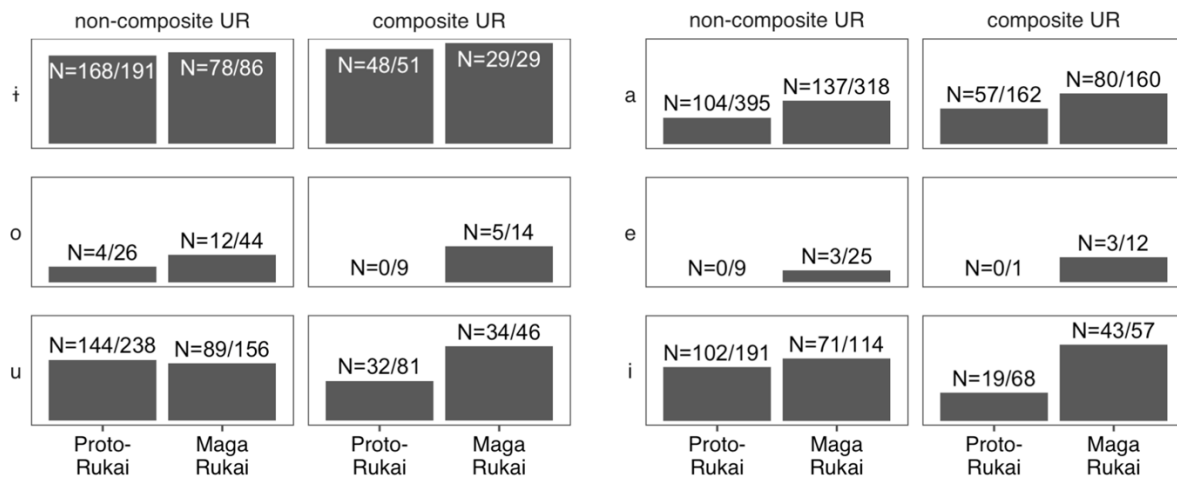 non-composite UR composite UR non-composite UR composite UR
ɨ N=168/191 N=78/86 N=48/51 N=29/29 a N=104/395 N=137/318 N=57/162 N=80/160
o N=4/26 N=12/44 N=0/9 N=5/14 e N=0/9 N=3/25 N=0/1 N=3/12
u N=144/238 N=89/156 N=32/81 N=34/46 i N=102/191 N=71/114 N=19/68 N=43/57
Proto- Maga Proto- Maga Proto- Maga Proto- Maga
Rukai Rukai Rukai Rukai Rukai Rukai Rukai Rukai